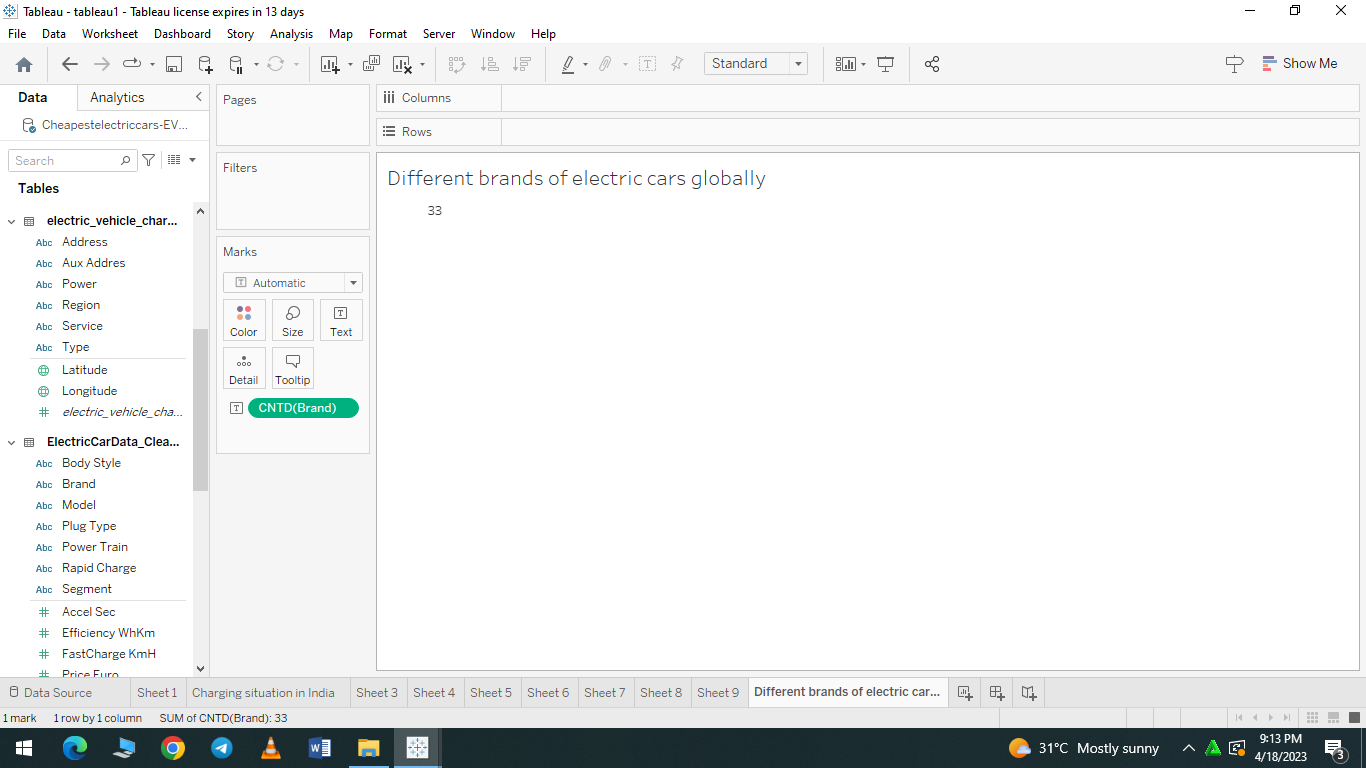 Tableau - tableau1 - Tableau license expires in 13 days
File Data Worksheet Dashboard Story Analysis Map Format Server Window Help
Standard
Show Me
Data Analytics
Cheapestelectriccars-EV...
Search
Tables
electric_vehicle_char...
Abc Address
Abc Aux Addres
Abc Power
Abc Region
Abc Service
Abc Type
Latitude
Longitude
# electric_vehicle_cha...
ElectricCarData_Clea...
Abc Body Style
Abc Brand
Abc Model
Abc Plug Type
Abc Power Train
Abc Rapid Charge
Abc Segment
# Accel Sec
# Efficiency WhKm
# FastCharge KmH
# Price Euro
Pages
Filters
Marks
T Automatic
Color Size T Text
Detail Tooltip
T CNTD(Brand)
Columns
Rows
Different brands of electric cars globally
33
Data Source Sheet 1 Charging situation in India Sheet 3 Sheet 4 Sheet 5 Sheet 6 Sheet 7 Sheet 8 Sheet 9 Different brands of electric car...
1 mark 1 row by 1 column SUM of CNTD(Brand): 33
31°C Mostly sunny
9:13 PM
4/18/2023
3